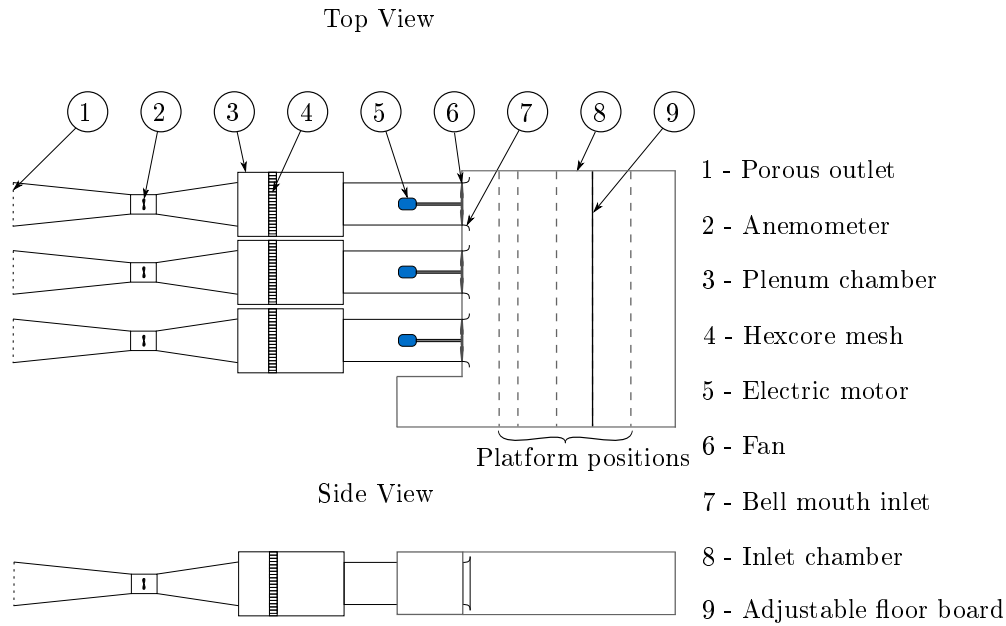 Top View
1 2 3 4 5 6 7 8 9
1 - Porous outlet
2 - Anemometer
3 - Plenum chamber
4 - Hexcore mesh
5 - Electric motor
6 - Fan
Platform positions
7 - Bell mouth inlet
8 - Inlet chamber
9 - Adjustable floor board
Side View